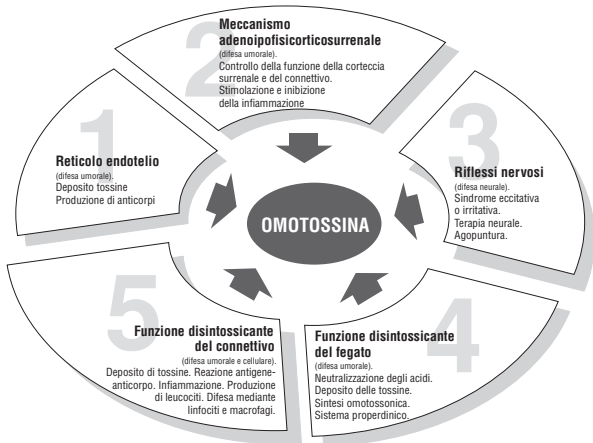 1
Reticolo endotelio
(difesa umorale).
Deposito tossine
Produzione di anticorpi
2
Meccanismo
adenoipofisicorticosurrenale
(difesa umorale).
Controllo della funzione della corteccia
surrenale e del connettivo.
Stimolazione e inibizione
della infiammazione
3
Riflessi nervosi
(difesa neurale).
Sindrome eccitativa
o irritativa.
Terapia neurale.
Agopuntura.
OMOTOSSINA
4
Funzione disintossicante
del fegato
(difesa umorale).
Neutralizzazione degli acidi.
Deposito delle tossine.
Sintesi omotossonica.
Sistema properdinico.
5
Funzione disintossicante
del connettivo
(difesa umorale e cellulare).
Deposito di tossine. Reazione antigene-
anticorpo. Infiammazione. Produzione
di leucociti. Difesa mediante
linfociti e macrofagi.